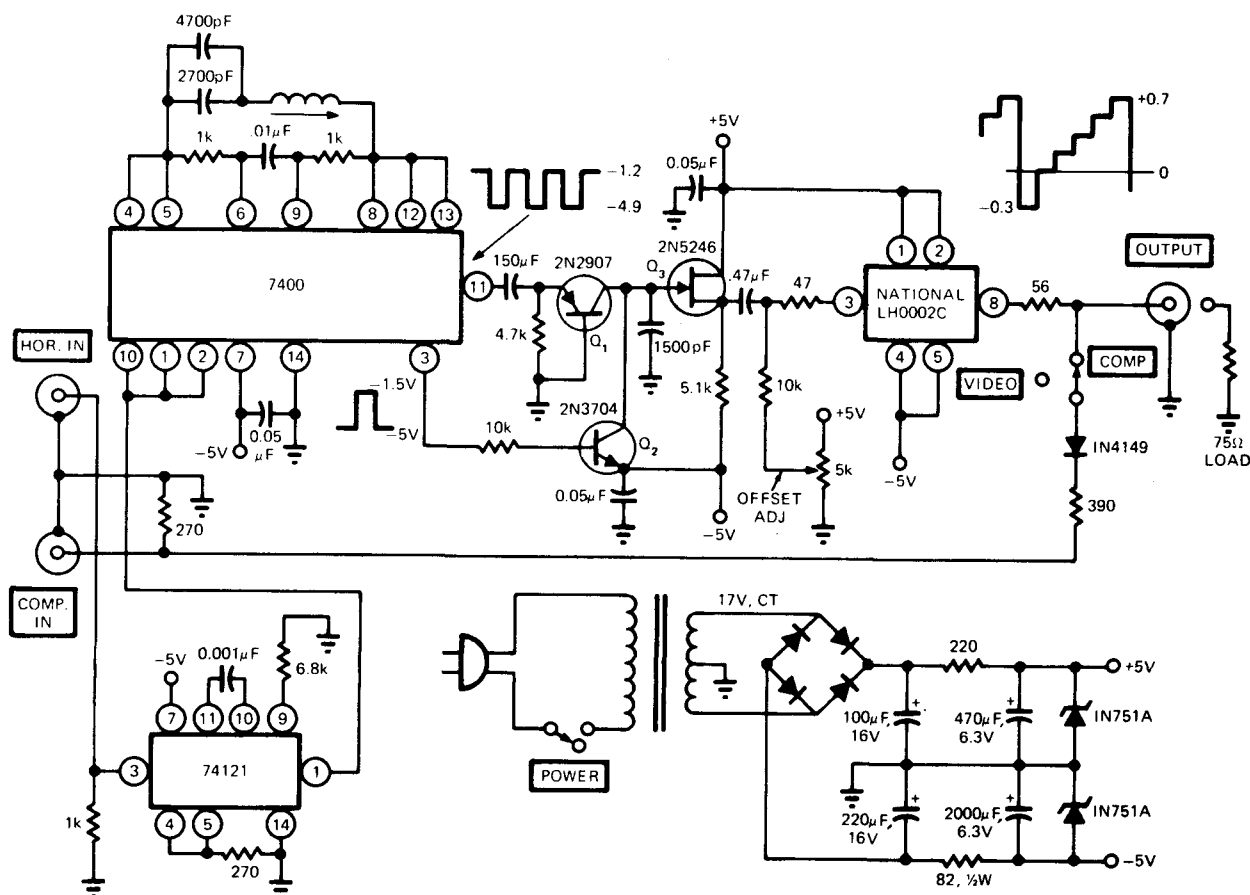 4700pF
2700pF
1k
.01µF
1k
4
5
6
9
8
12
13
7400
11
10
1
2
7
14
3
-1.2
-4.9
150µF
2N2907
Q1
4.7k
+5V
0.05µF
2N5246
Q3
.47µF
47
1500pF
5.1k
10k
+5V
5k
OFFSET
ADJ
1
2
3
NATIONAL
LH0002C
8
4
5
-5V
56
+0.7
0
-0.3
OUTPUT
COMP
VIDEO
IN4149
390
75Ω
LOAD
HOR. IN
-5V
0.05
µF
-1.5V
-5V
10k
2N3704
Q2
0.05µF
-5V
270
COMP.
IN
-5V
0.001µF
6.8k
7
11
10
9
3
74121
1
4
5
14
1k
270
POWER
17V, CT
220
+5V
100µF,
16V
+
470µF,
6.3V
+
IN751A
220µF,
16V
+
2000µF,
6.3V
+
IN751A
-5V
82, ½W